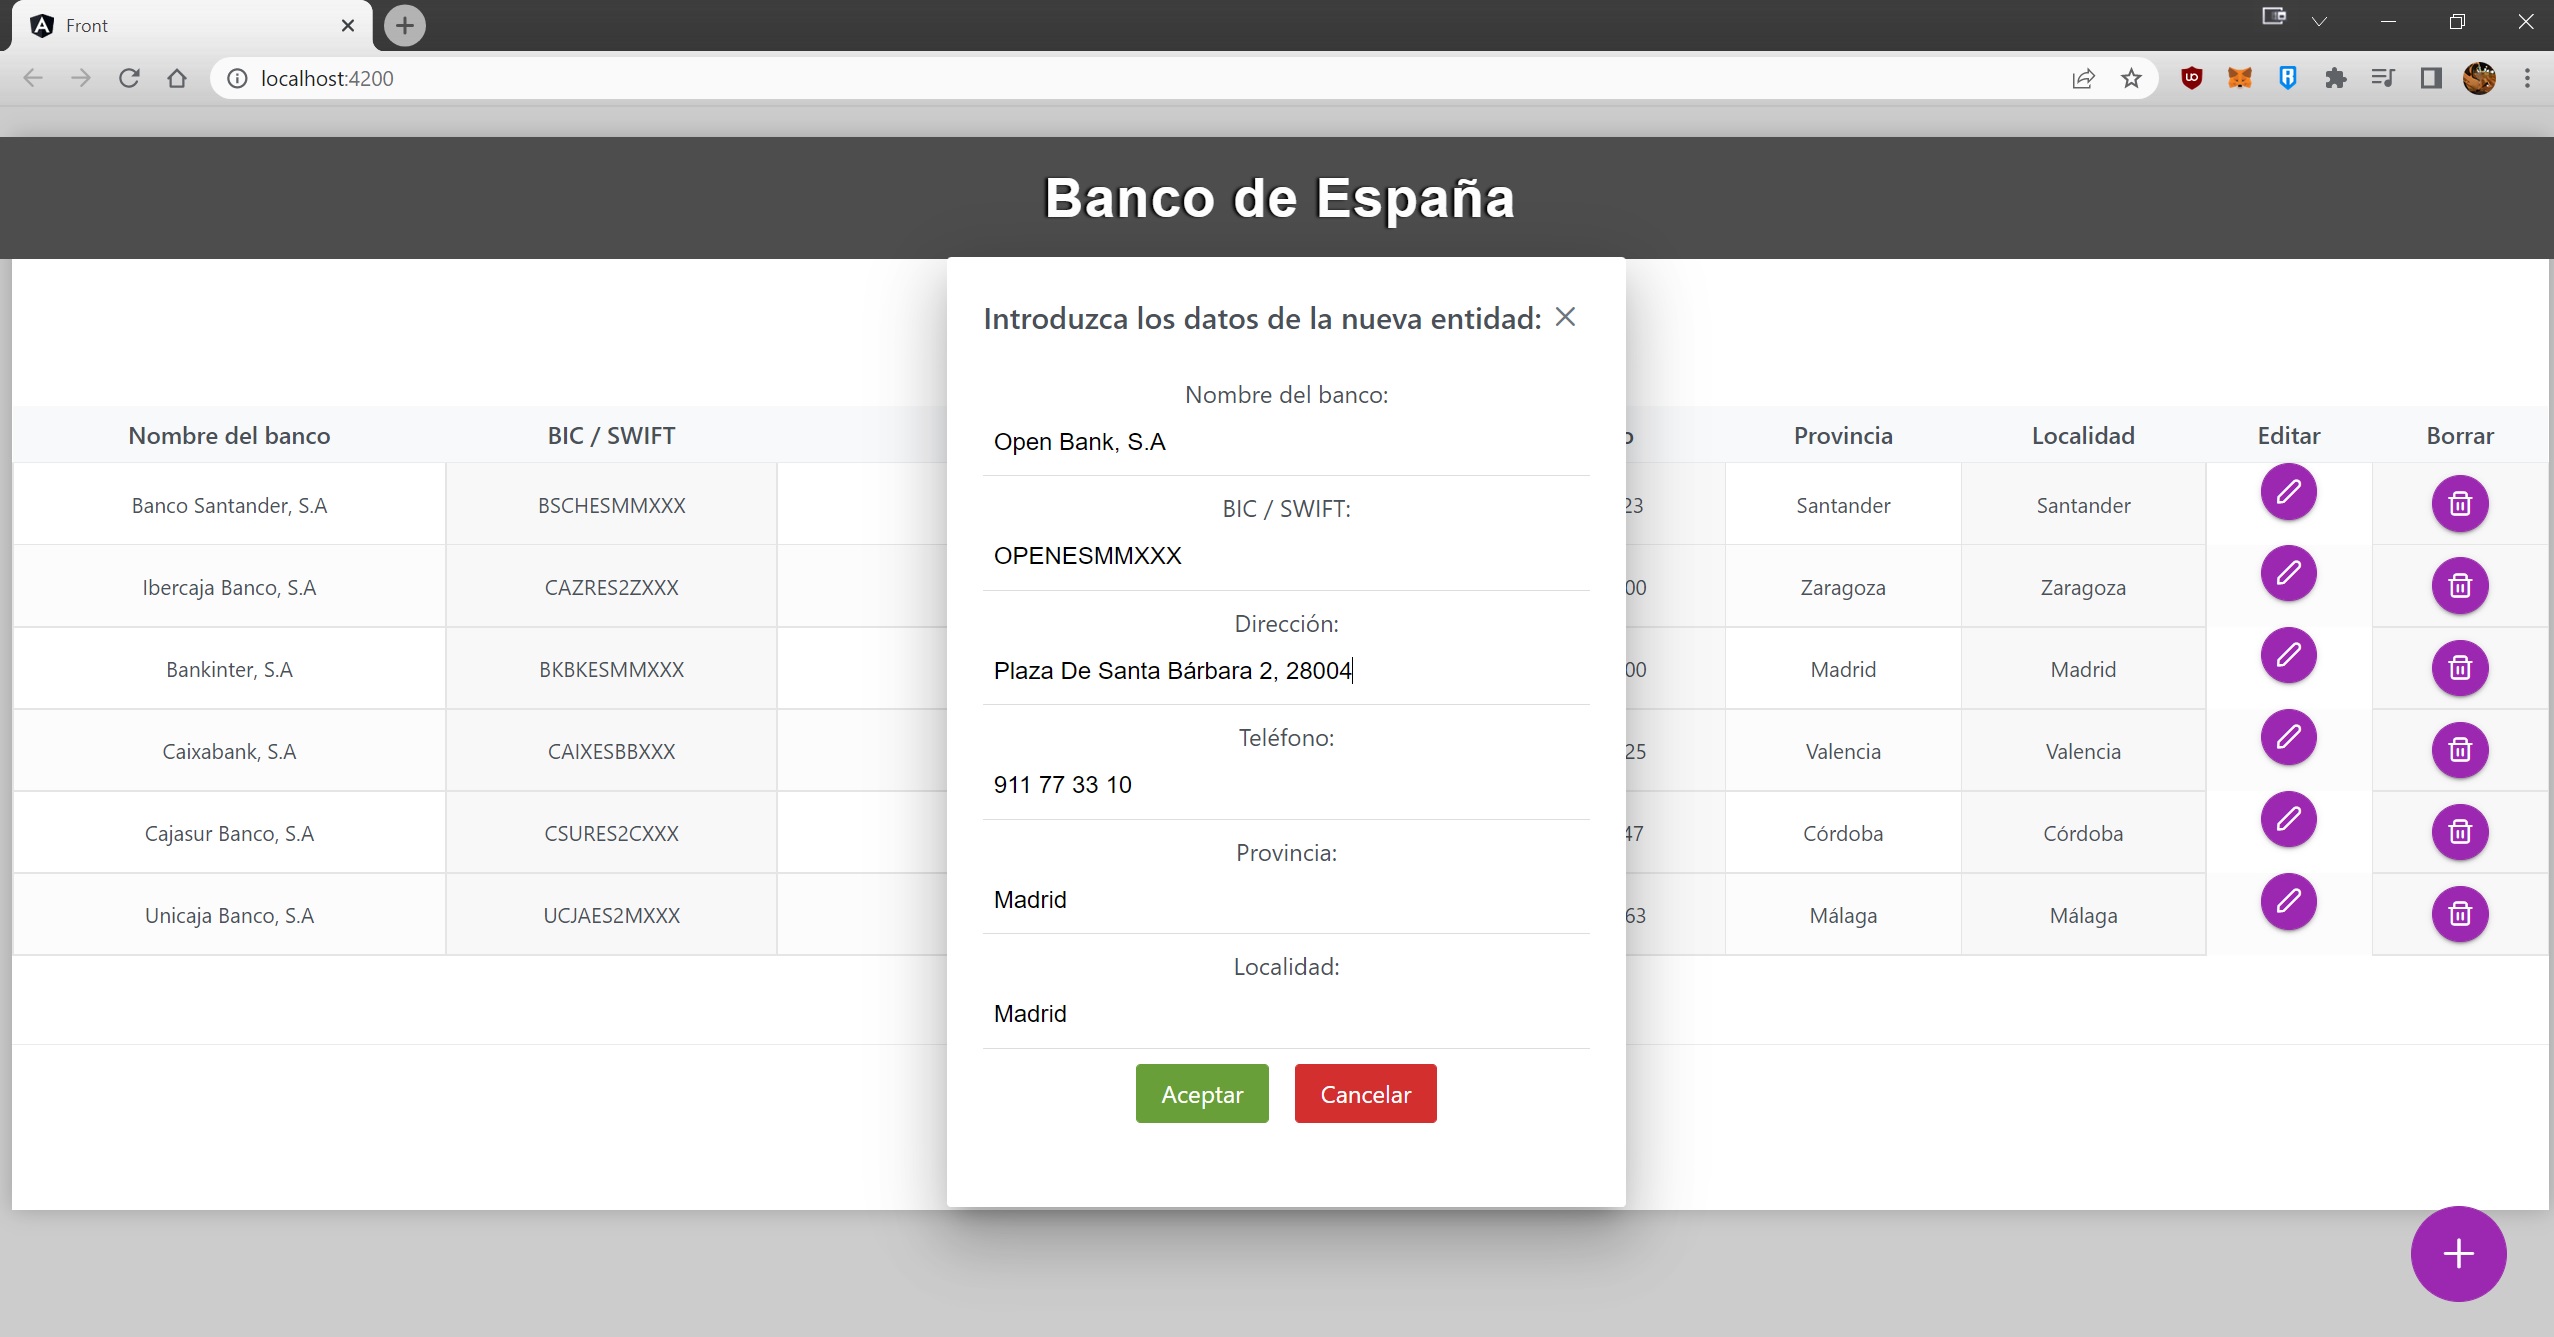 Front
localhost:4200
Banco de España
Introduzca los datos de la nueva entidad:
Nombre del banco:
Open Bank, S.A
BIC / SWIFT:
OPENESMMXXX
Dirección:
Plaza De Santa Bárbara 2, 28004
Teléfono:
911 77 33 10
Provincia:
Madrid
Localidad:
Madrid
Aceptar Cancelar
Nombre del banco BIC / SWIFT Provincia Localidad Editar Borrar
Banco Santander, S.A BSCHESMMXXX 23 Santander Santander
Ibercaja Banco, S.A CAZRES2ZXXX 00 Zaragoza Zaragoza
Bankinter, S.A BKBKESMMXXX 00 Madrid Madrid
Caixabank, S.A CAIXESBBXXX 25 Valencia Valencia
Cajasur Banco, S.A CSURES2CXXX 47 Córdoba Córdoba
Unicaja Banco, S.A UCJAES2MXXX 63 Málaga Málaga